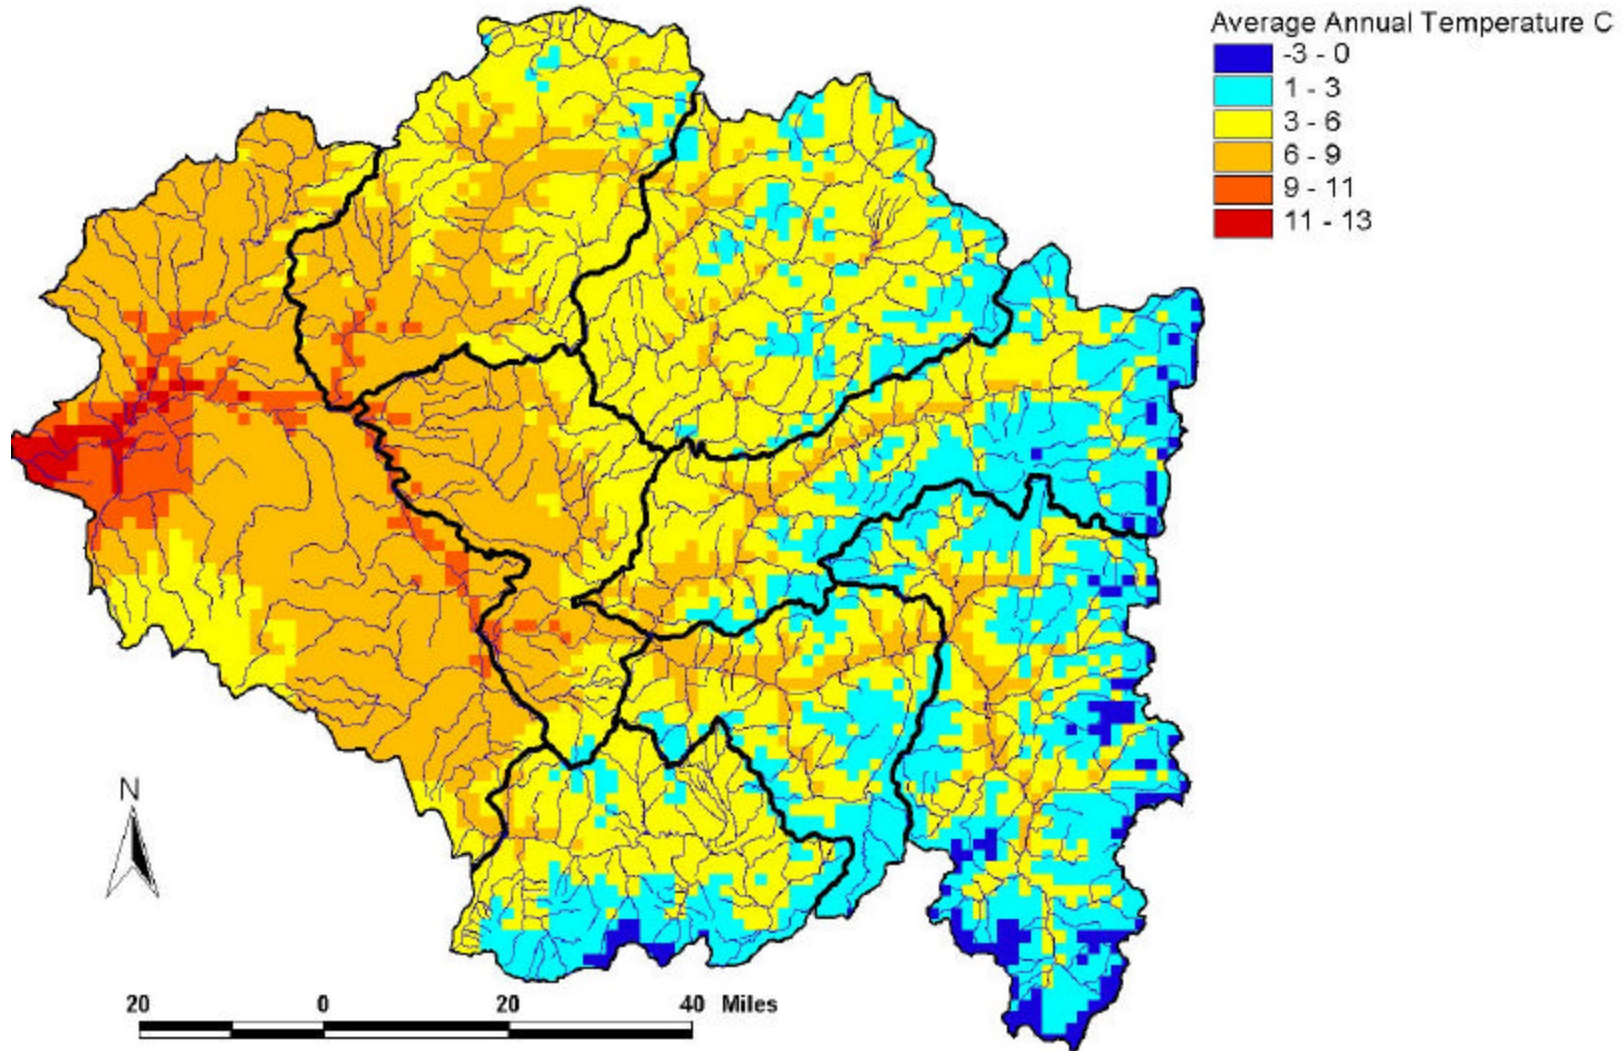 Average Annual Temperature C
-3 - 0
1 - 3
3 - 6
6 - 9
9 - 11
11 - 13
N
20 0 20 40 Miles